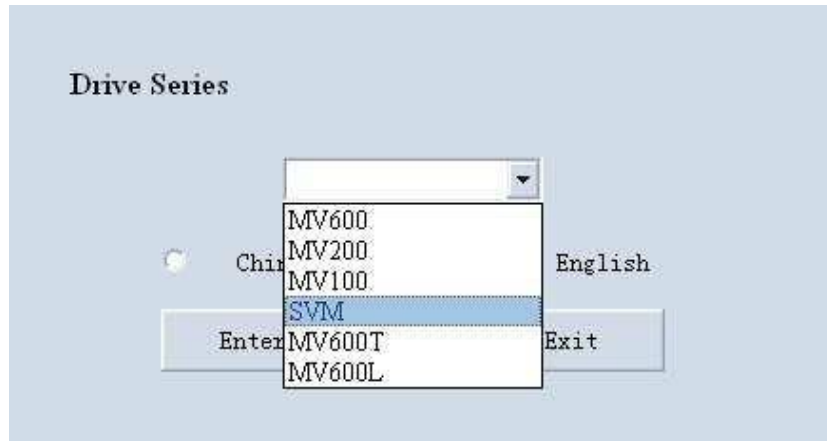 Drive Series
MV600
MV200
Chi English
MV100
SVM
Enter MV600T Exit
MV600L